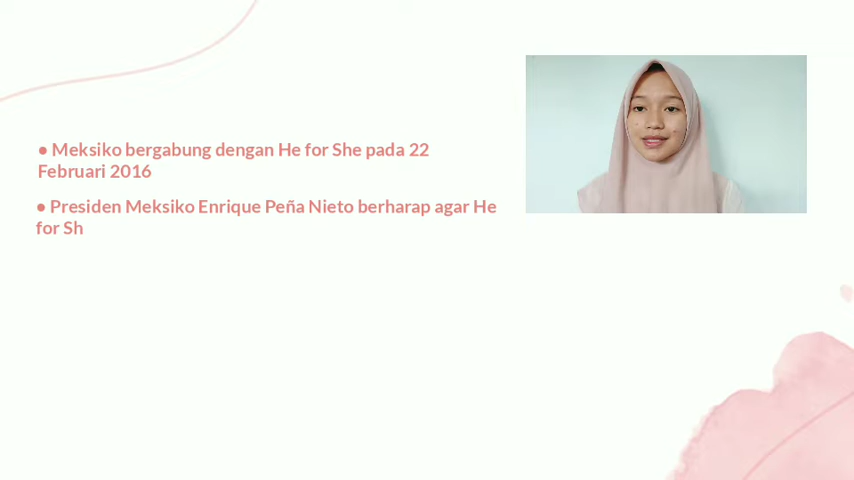 ● Meksiko bergabung dengan He for She pada 22
Februari 2016
● Presiden Meksiko Enrique Peña Nieto berharap agar He
for Sh